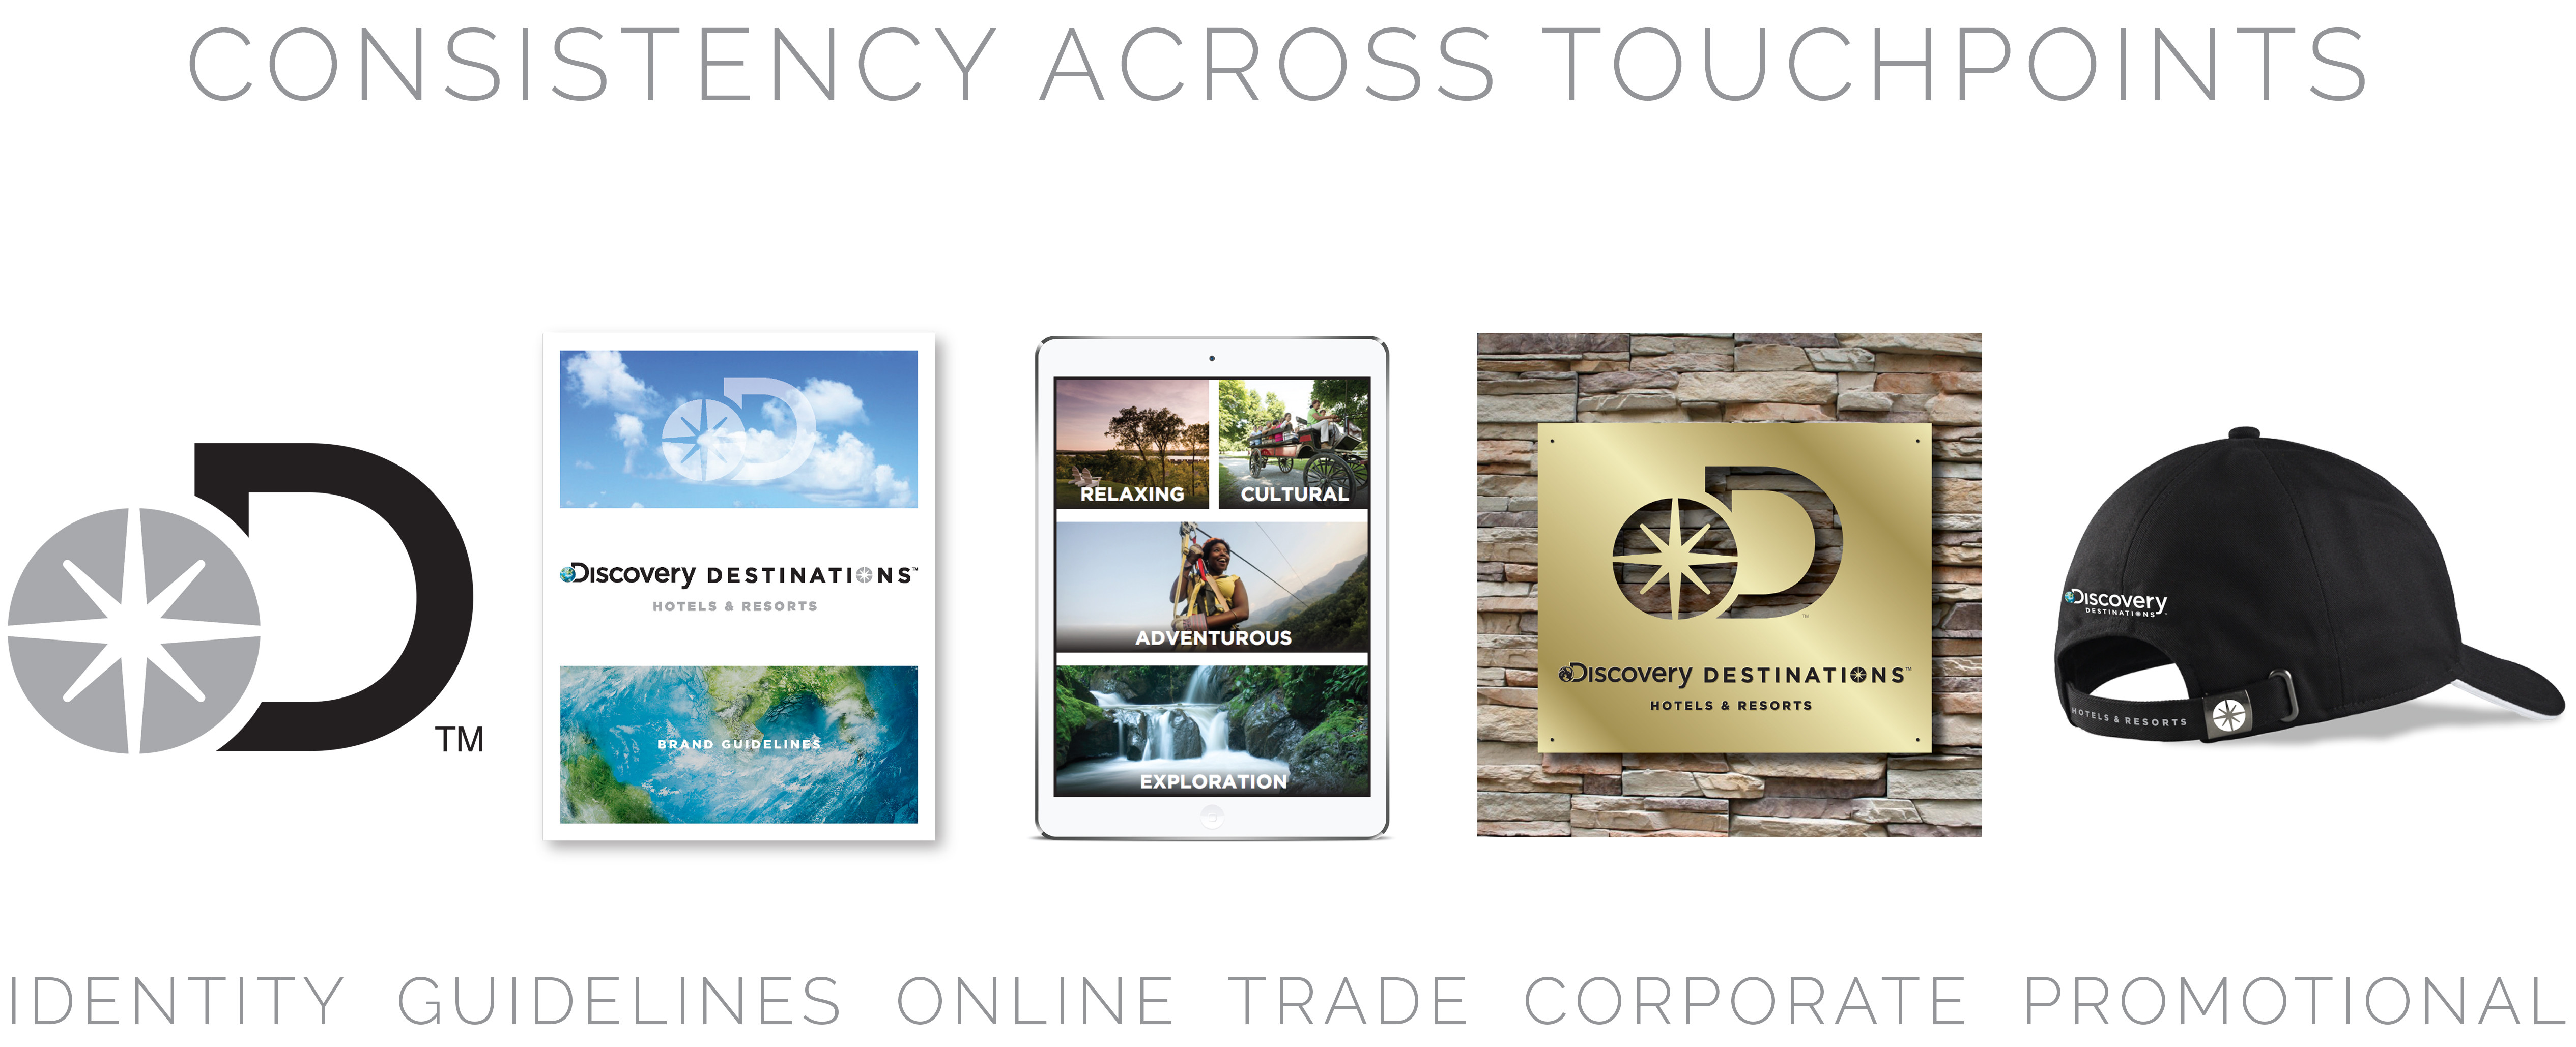 CONSISTENCY ACROSS TOUCHPOINTS
TM
Discovery DESTINATIONS™
HOTELS & RESORTS
BRAND GUIDELINES
RELAXING
CULTURAL
ADVENTUROUS
EXPLORATION
TM
Discovery DESTINATIONS™
HOTELS & RESORTS
Discovery
DESTINATIONS
HOTELS & RESORTS
IDENTITY GUIDELINES ONLINE TRADE CORPORATE PROMOTIONAL